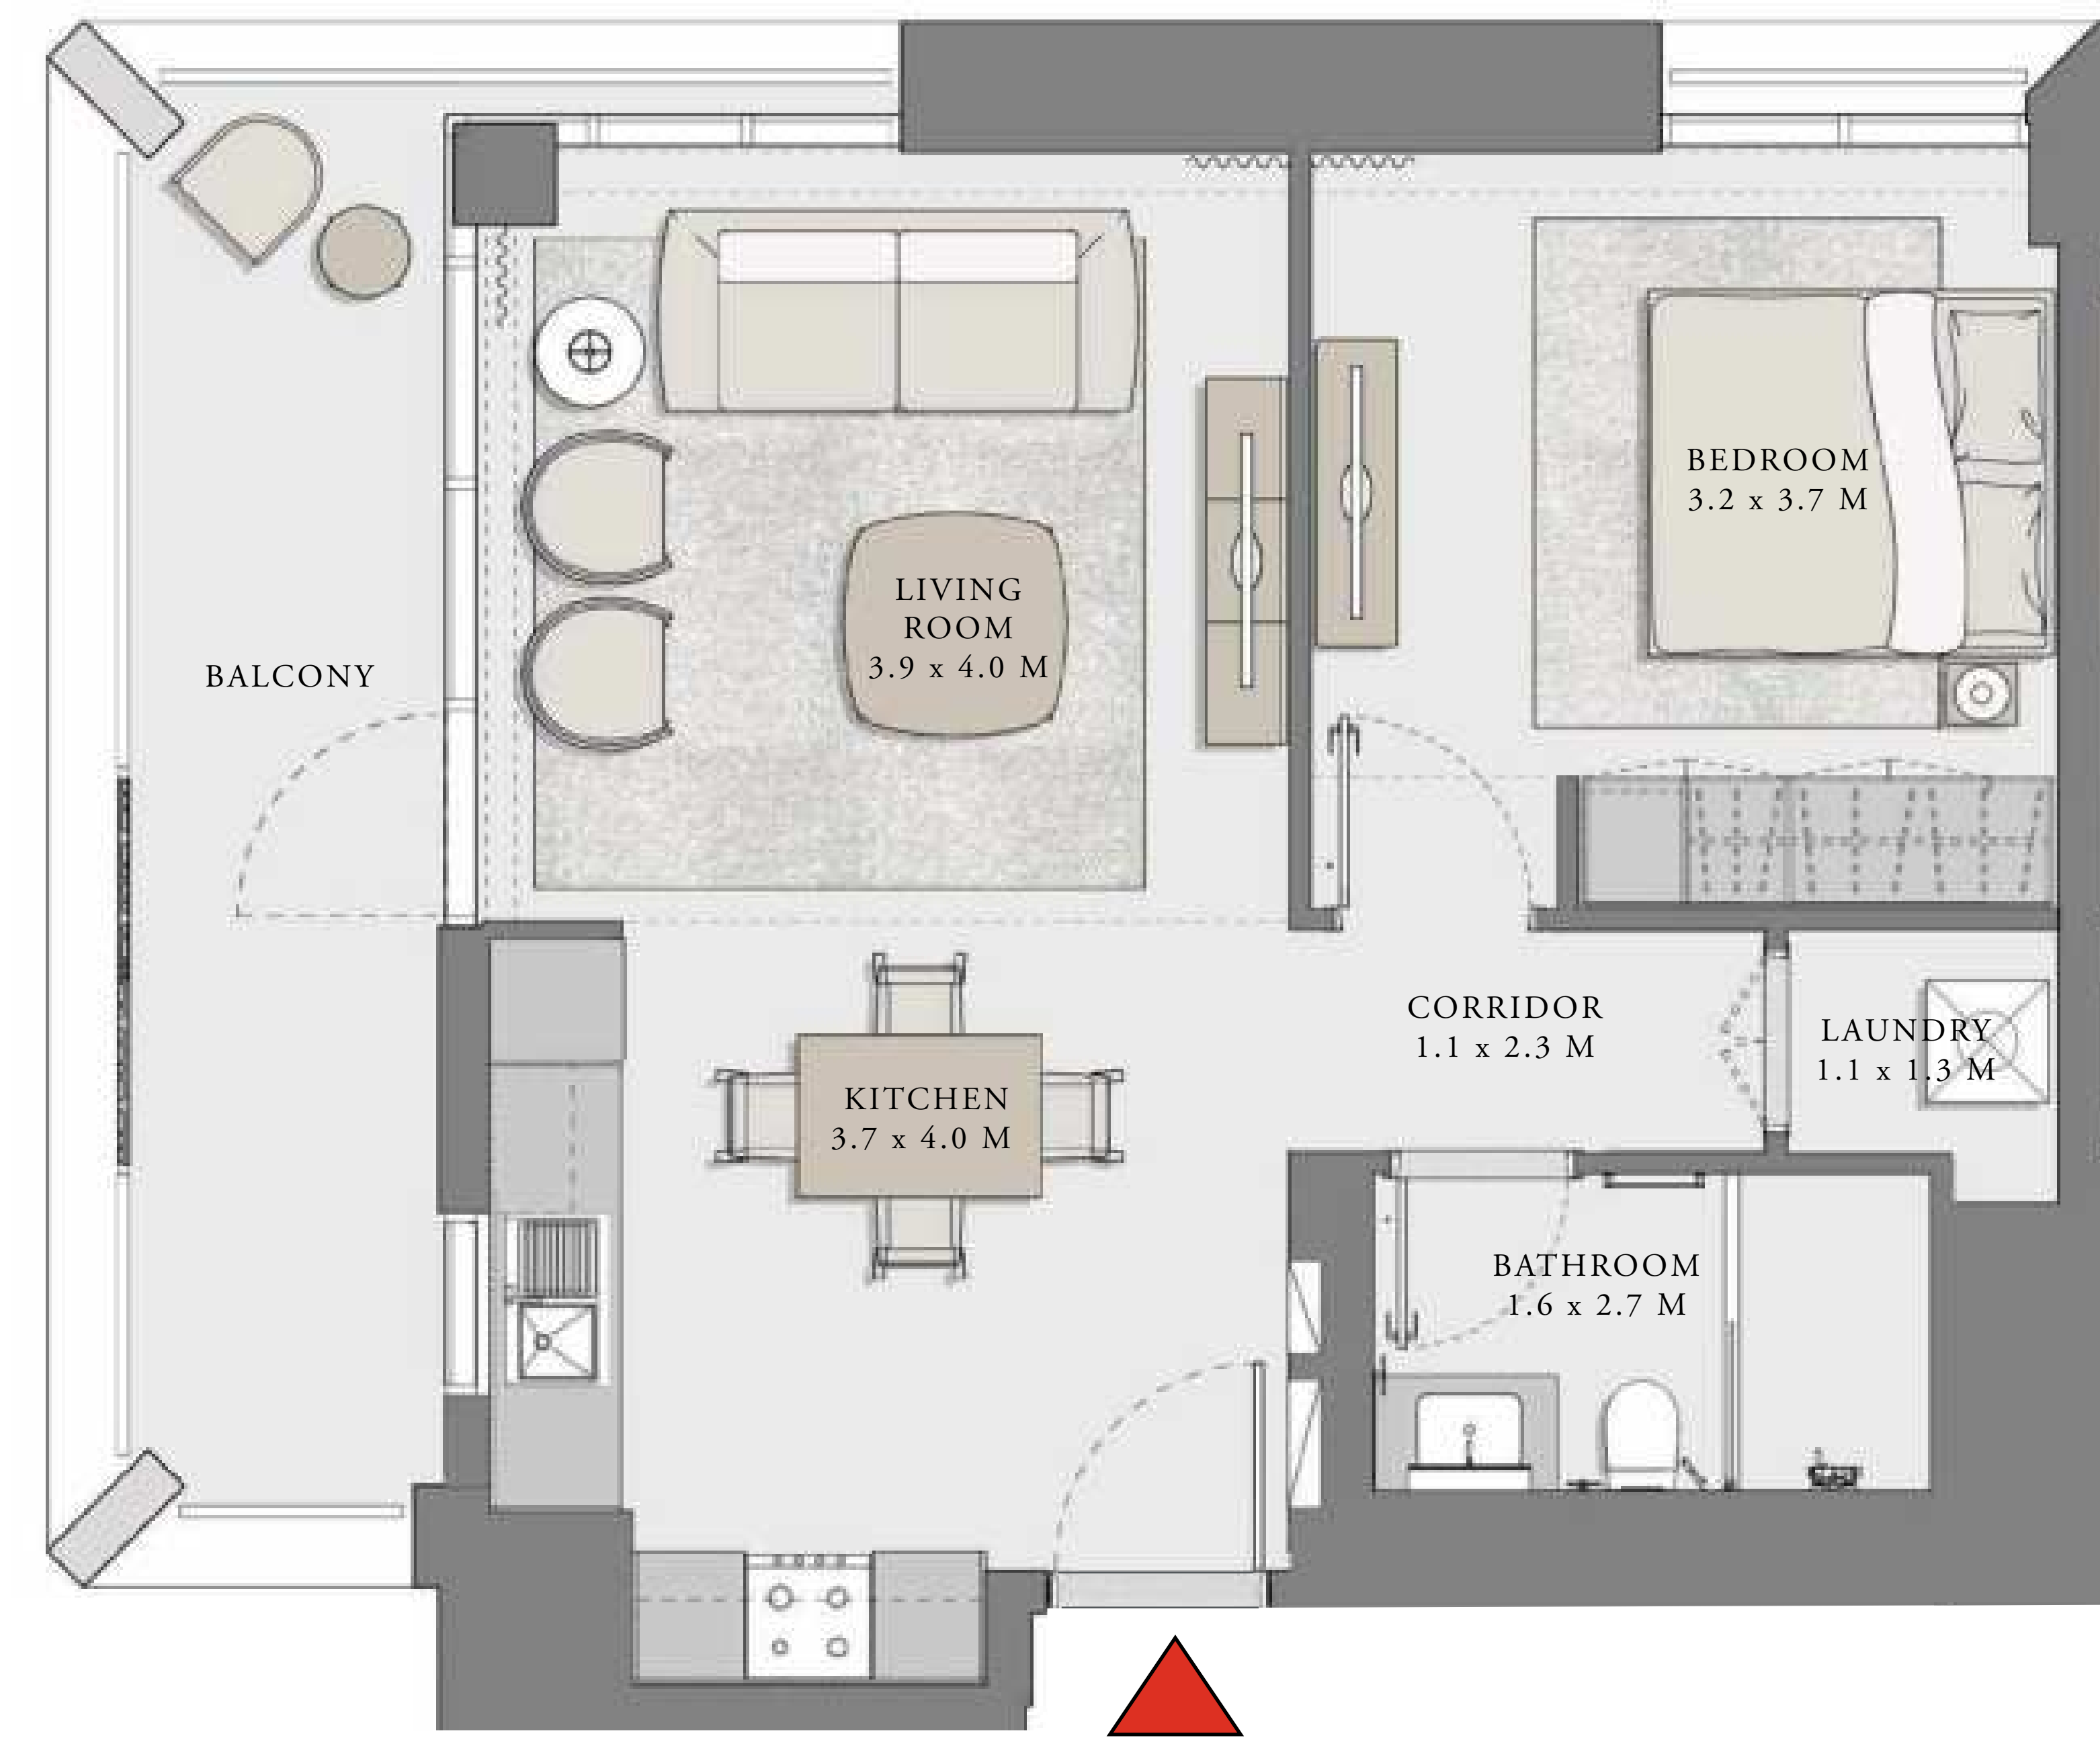 BEDROOM
3.2 x 3.7 M
LIVING
ROOM
3.9 x 4.0 M
BALCONY
CORRIDOR
1.1 x 2.3 M
LAUNDRY
1.1 x 1.3 M
KITCHEN
3.7 x 4.0 M
BATHROOM
1.6 x 2.7 M